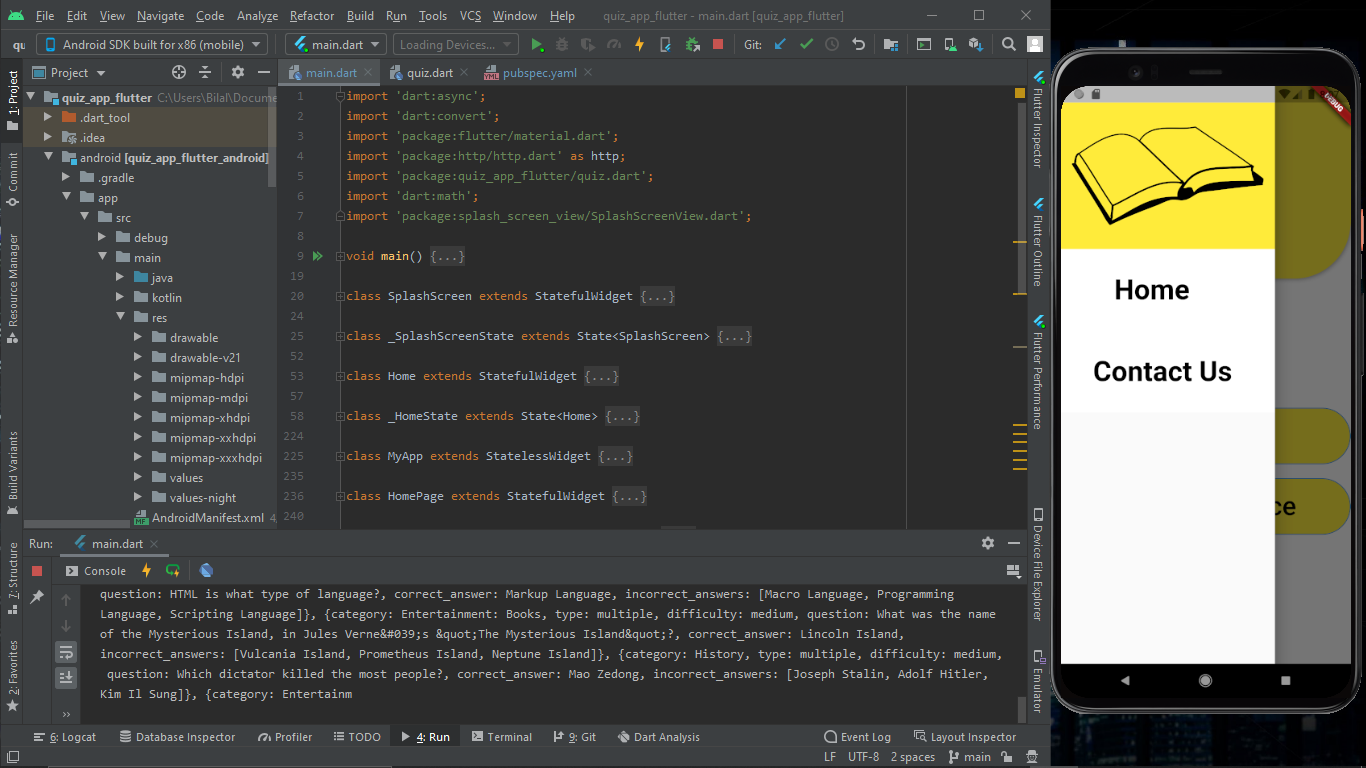 File Edit View Navigate Code Analyze Refactor Build Run Tools VCS Window Help quiz_app_flutter - main.dart [quiz_app_flutter]
qu Android SDK built for x86 (mobile) main.dart Loading Devices... Git:
Project
main.dart quiz.dart pubspec.yaml
quiz_app_flutter C:\Users\Bilal\Docume
.dart_tool
.idea
android [quiz_app_flutter_android]
.gradle
app
src
debug
main
java
kotlin
res
drawable
drawable-v21
mipmap-hdpi
mipmap-mdpi
mipmap-xhdpi
mipmap-xxhdpi
mipmap-xxxhdpi
values
values-night
AndroidManifest.xml 4
1: Project
Commit
Resource Manager
Build Variants
7: Structure
2: Favorites
1 import 'dart:async';
2 import 'dart:convert';
3 import 'package:flutter/material.dart';
4 import 'package:http/http.dart' as http;
5 import 'package:quiz_app_flutter/quiz.dart';
6 import 'dart:math';
7 import 'package:splash_screen_view/SplashScreenView.dart';
8
9 void main() {...}
19
20 class SplashScreen extends StatefulWidget {...}
24
25 class _SplashScreenState extends State<SplashScreen> {...}
52
53 class Home extends StatefulWidget {...}
57
58 class _HomeState extends State<Home> {...}
224
225 class MyApp extends StatelessWidget {...}
235
236 class HomePage extends StatefulWidget {...}
240
Flutter Inspector
Flutter Outline
Flutter Performance
Device File Explorer
Emulator
Run: main.dart
Console
question: HTML is what type of language?, correct_answer: Markup Language, incorrect_answers: [Macro Language, Programming
Language, Scripting Language]}, {category: Entertainment: Books, type: multiple, difficulty: medium, question: What was the name
of the Mysterious Island, in Jules Verne&#039;s &quot;The Mysterious Island&quot;?, correct_answer: Lincoln Island,
incorrect_answers: [Vulcania Island, Prometheus Island, Neptune Island]}, {category: History, type: multiple, difficulty: medium,
question: Which dictator killed the most people?, correct_answer: Mao Zedong, incorrect_answers: [Joseph Stalin, Adolf Hitler,
Kim Il Sung]}, {category: Entertainm
6: Logcat Database Inspector Profiler TODO 4: Run Terminal 9: Git Dart Analysis Event Log Layout Inspector
LF UTF-8 2 spaces main
DEBUG
Home
Contact Us
ce